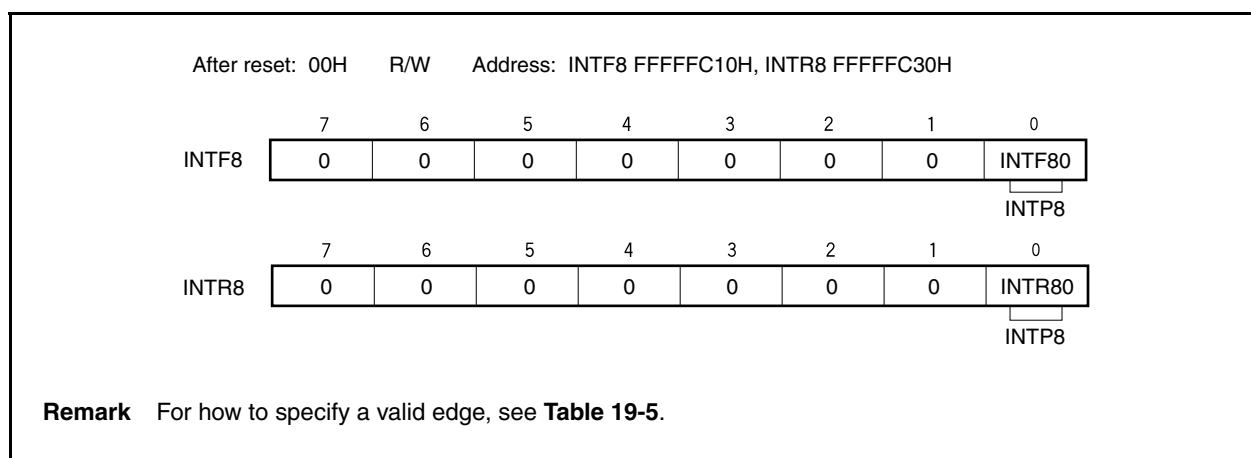 After reset: 00H R/W Address: INTF8 FFFFFC10H, INTR8 FFFFFC30H
7 6 5 4 3 2 1 0
INTF8 0 0 0 0 0 0 0 INTF80
INTP8
7 6 5 4 3 2 1 0
INTR8 0 0 0 0 0 0 0 INTR80
INTP8
Remark For how to specify a valid edge, see Table 19-5.